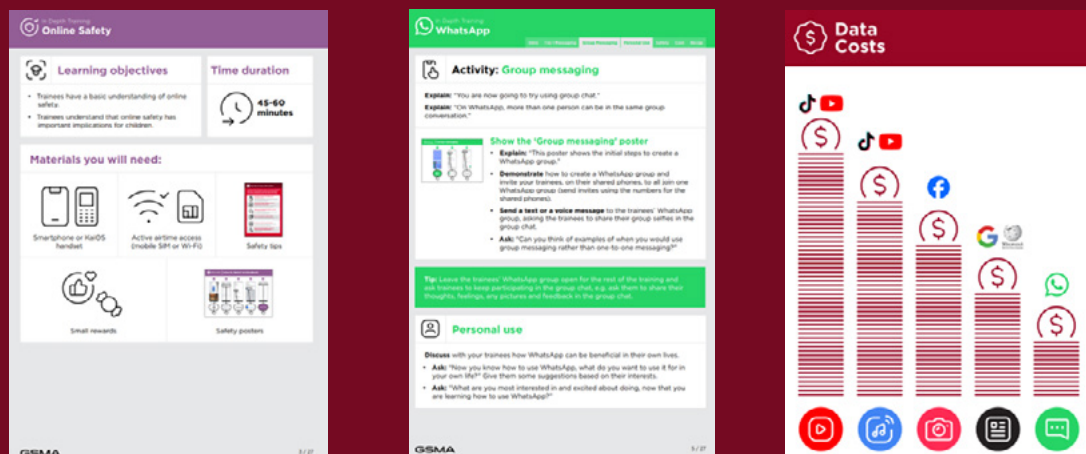 In Depth Training
Online Safety
Learning objectives
• Trainees have a basic understanding of online
safety.
• Trainees understand that online safety has
important implications for children.
Time duration
45-60
minutes
Materials you will need:
Smartphone or KaiOS
handset
Active airtime access
(mobile SIM or Wi-Fi)
Safety tips
Small rewards
Safety posters
GSMA
3 / 27
In Depth Training
WhatsApp
Group Messaging
Personal Use
Activity: Group messaging
Explain: "You are now going to try using group chat."
Explain: "On WhatsApp, more than one person can be in the same group
conversation."
Show the 'Group messaging' poster
• Explain: "This poster shows the initial steps to create a
WhatsApp group."
• Demonstrate how to create a WhatsApp group and
invite your trainees, on their shared phones, to all join one
WhatsApp group (send invites using the numbers for the
shared phones).
• Send a text or a voice message to the trainees' WhatsApp
group, asking the trainees to share their group selfies in the
group chat.
• Ask: "Can you think of examples of when you would use
group messaging rather than one-to-one messaging?"
Tip: Leave the trainees' WhatsApp group open for the rest of the training and
ask trainees to keep participating in the group chat, e.g. ask them to share their
thoughts, feelings, any pictures and feedback in the group chat.
Personal use
Discuss with your trainees how WhatsApp can be beneficial in their own lives.
• Ask: "Now you know how to use WhatsApp, what do you want to use it for in
your own life?" Give them some suggestions based on their interests.
• Ask: "What are you most interested in and excited about doing, now that you
are learning how to use WhatsApp?"
GSMA
5 / 27
Data
Costs